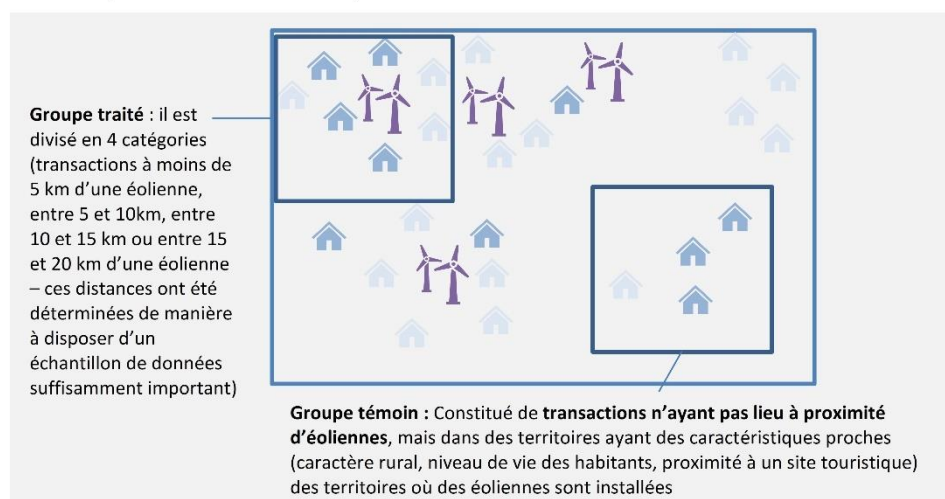 Groupe traité : il est
divisé en 4 catégories
(transactions à moins de
5 km d’une éolienne,
entre 5 et 10km, entre
10 et 15 km ou entre 15
et 20 km d’une éolienne
– ces distances ont été
déterminées de manière
à disposer d’un
échantillon de données
suffisamment important)
Groupe témoin : Constitué de transactions n’ayant pas lieu à proximité
d’éoliennes, mais dans des territoires ayant des caractéristiques proches
(caractère rural, niveau de vie des habitants, proximité à un site touristique)
des territoires où des éoliennes sont installées